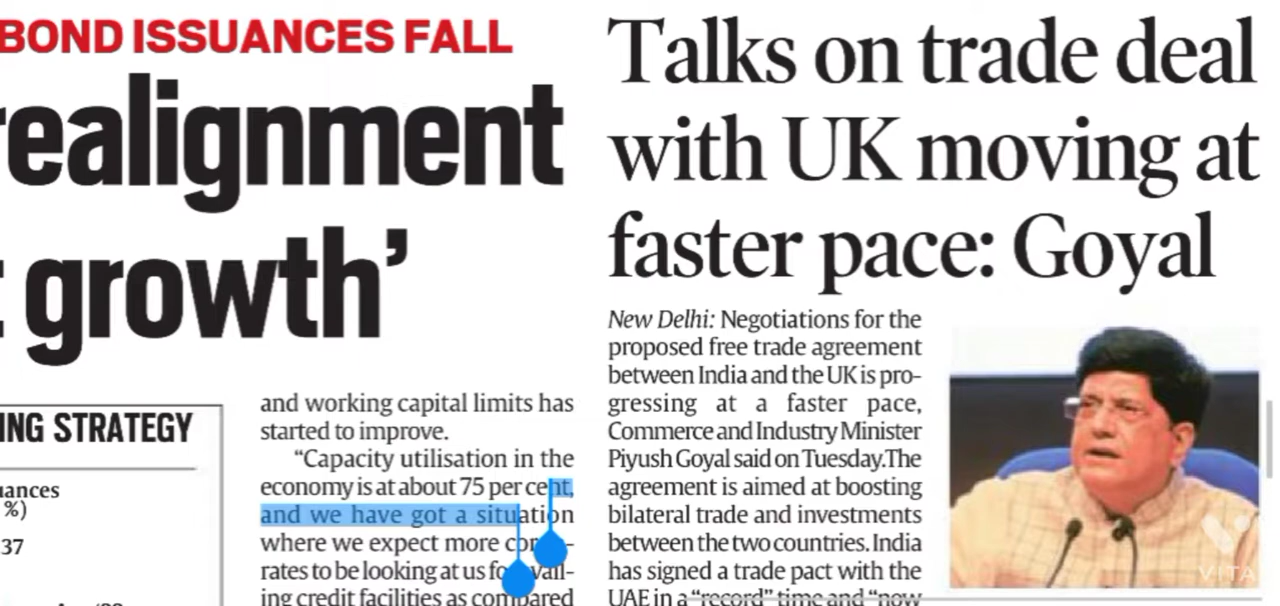 BOND ISSUANCES FALL
realignment
growth’
ING STRATEGY
uances
%)
37
and working capital limits has
started to improve.
“Capacity utilisation in the
economy is at about 75 per cent,
and we have got a situation
where we expect more
rates to be looking at us
ing credit facilities as compared
Talks on trade deal
with UK moving at
faster pace: Goyal
New Delhi: Negotiations for the
proposed free trade agreement
between India and the UK is pro-
gressing at a faster pace,
Commerce and Industry Minister
Piyush Goyal said on Tuesday.The
agreement is aimed at boosting
bilateral trade and investments
between the two countries. India
has signed a trade pact with the
UAE in a “record” time and “now
VITA